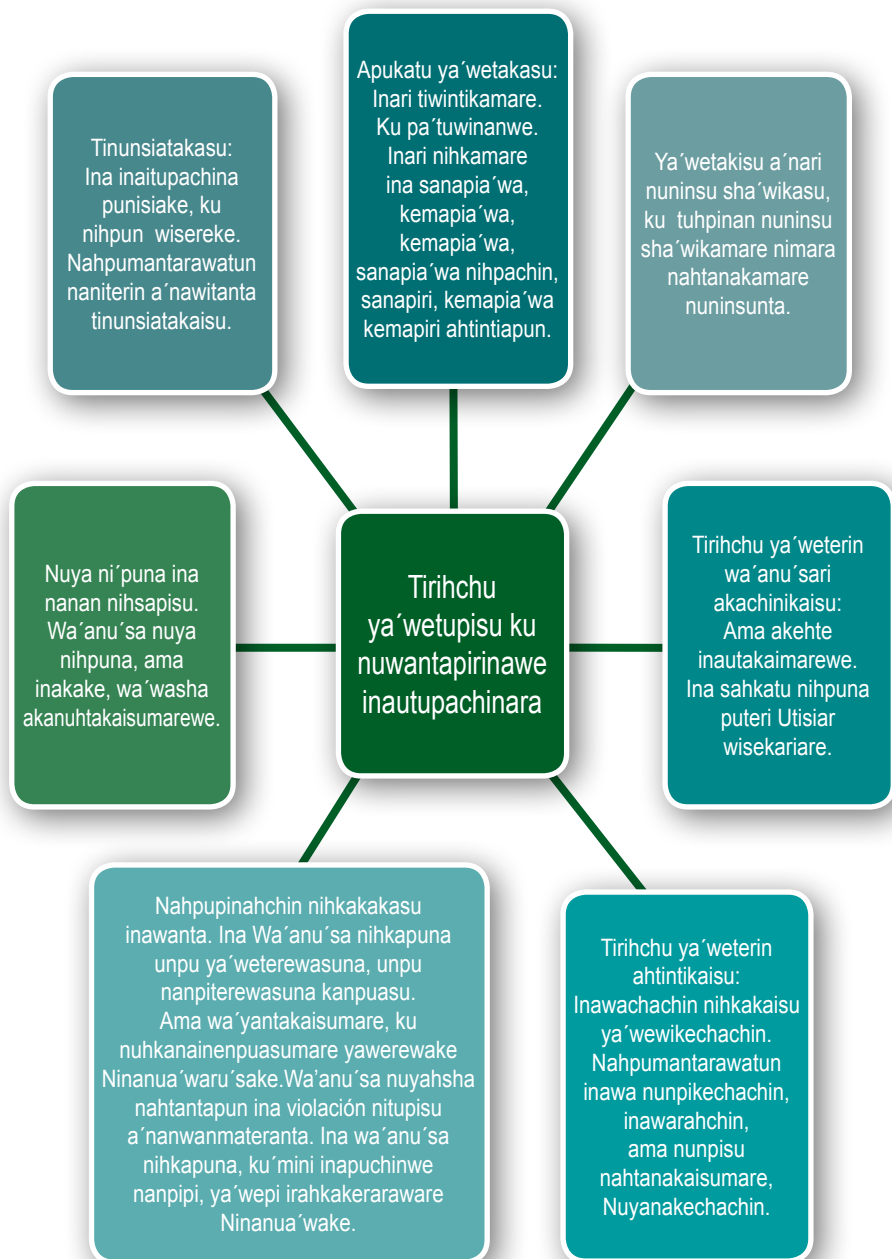 Tinunsiatakasu:
Ina inaitupachina
punisiake, ku
nihpun wisereke.
Nahpumantarawatun
naniterin a´nawitanta
tinunsiatakaisu.
Apukatu ya´wetakasu:
Inari tiwintikamare.
Ku pa´tuwinanwe.
Inari nihkamare
ina sanapia´wa,
kemapia´wa,
kemapia´wa,
sanapia´wa nihpachin,
sanapiri, kemapia´wa
kemapiri ahtintiapun.
Ya´wetakisu a´nari
nuninsu sha´wikasu,
ku tuhpinan nuninsu
sha´wikamare nimara
nahtanakamare
nuninsunta.
Nuya ni´puna ina
nanan nihsapisu.
Wa´anu´sa nuya
nihpuna, ama
inakake, wa´washa
akanuhtakaisumarewe.
Tirihchu
ya´wetupisu ku
nuwantapirinawe
inautupachinara
Tirihchu ya´weterin
wa´anu´sari
akachinikaisu:
Ama akehte
inautakaimarewe.
Ina sahkatu nihpuna
puteri Utisiar
wisekariare.
Nahpupinahchin nihkakakasu
inawanta. Ina Wa´anu´sa nihkapuna
unpu ya´weterewasuna, unpu
nanpiterewasuna kanpuasu.
Ama wa´yantakaisumare, ku
nuhkanainenpuasumare yawerewake
Ninanua´waru´sake.Wa’anu´sa nuyahsha
nahtantapun ina violación nitupisu
a´nanwanmateranta. Ina wa´anu´sa
nihkapuna, ku´mini inapuchinwe
nanpipi, ya´wepi irahkakeraraware
Ninanua´wake.
Tirihchu ya´weterin
ahtintikaisu:
Inawachachin nihkakaisu
ya´wewikechachin.
Nahpumantarawatun
inawa nunpikechachin,
inawarahchin,
ama nunpisu
nahtanakaisumare,
Nuyanakechachin.